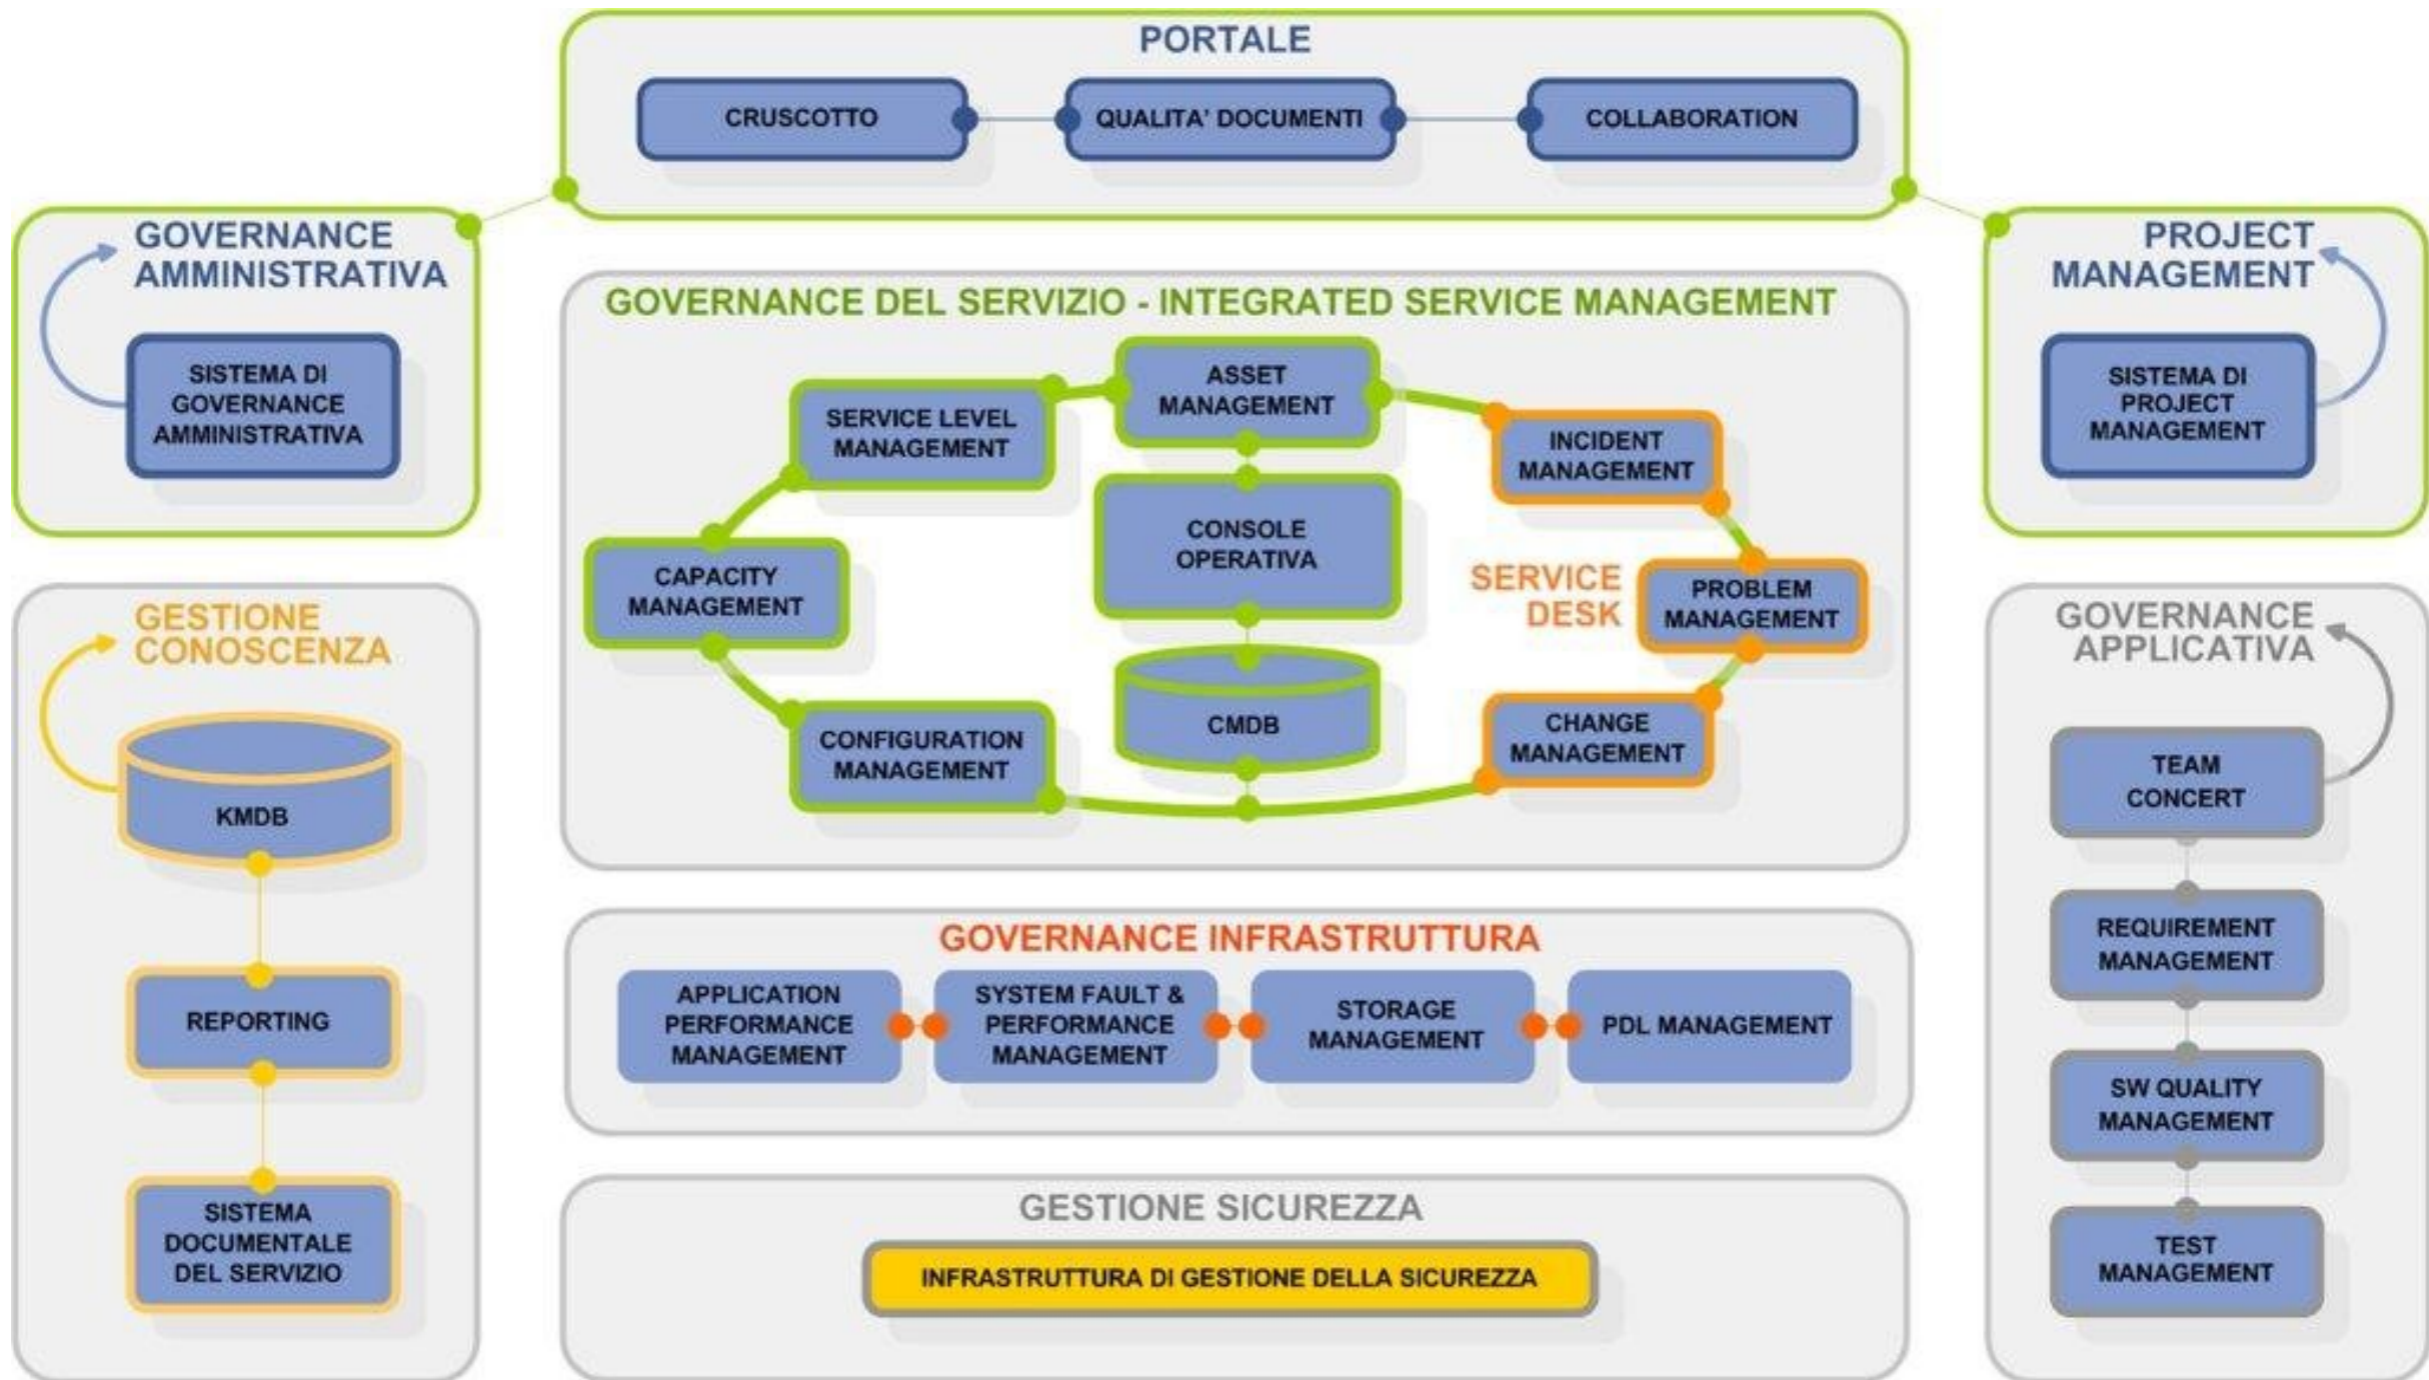 PORTALE
CRUSCOTTO
QUALITA' DOCUMENTI
COLLABORATION
GOVERNANCE
AMMINISTRATIVA
SISTEMA DI
GOVERNANCE
AMMINISTRATIVA
PROJECT
MANAGEMENT
SISTEMA DI
PROJECT
MANAGEMENT
GOVERNANCE DEL SERVIZIO - INTEGRATED SERVICE MANAGEMENT
ASSET
MANAGEMENT
SERVICE LEVEL
MANAGEMENT
INCIDENT
MANAGEMENT
CONSOLE
OPERATIVA
CAPACITY
MANAGEMENT
SERVICE
DESK
PROBLEM
MANAGEMENT
CONFIGURATION
MANAGEMENT
CMDB
CHANGE
MANAGEMENT
GESTIONE
CONOSCENZA
KMDB
REPORTING
SISTEMA
DOCUMENTALE
DEL SERVIZIO
GOVERNANCE
APPLICATIVA
TEAM
CONCERT
REQUIREMENT
MANAGEMENT
SW QUALITY
MANAGEMENT
TEST
MANAGEMENT
GOVERNANCE INFRASTRUTTURA
APPLICATION
PERFORMANCE
MANAGEMENT
SYSTEM FAULT &
PERFORMANCE
MANAGEMENT
STORAGE
MANAGEMENT
PDL MANAGEMENT
GESTIONE SICUREZZA
INFRASTRUTTURA DI GESTIONE DELLA SICUREZZA